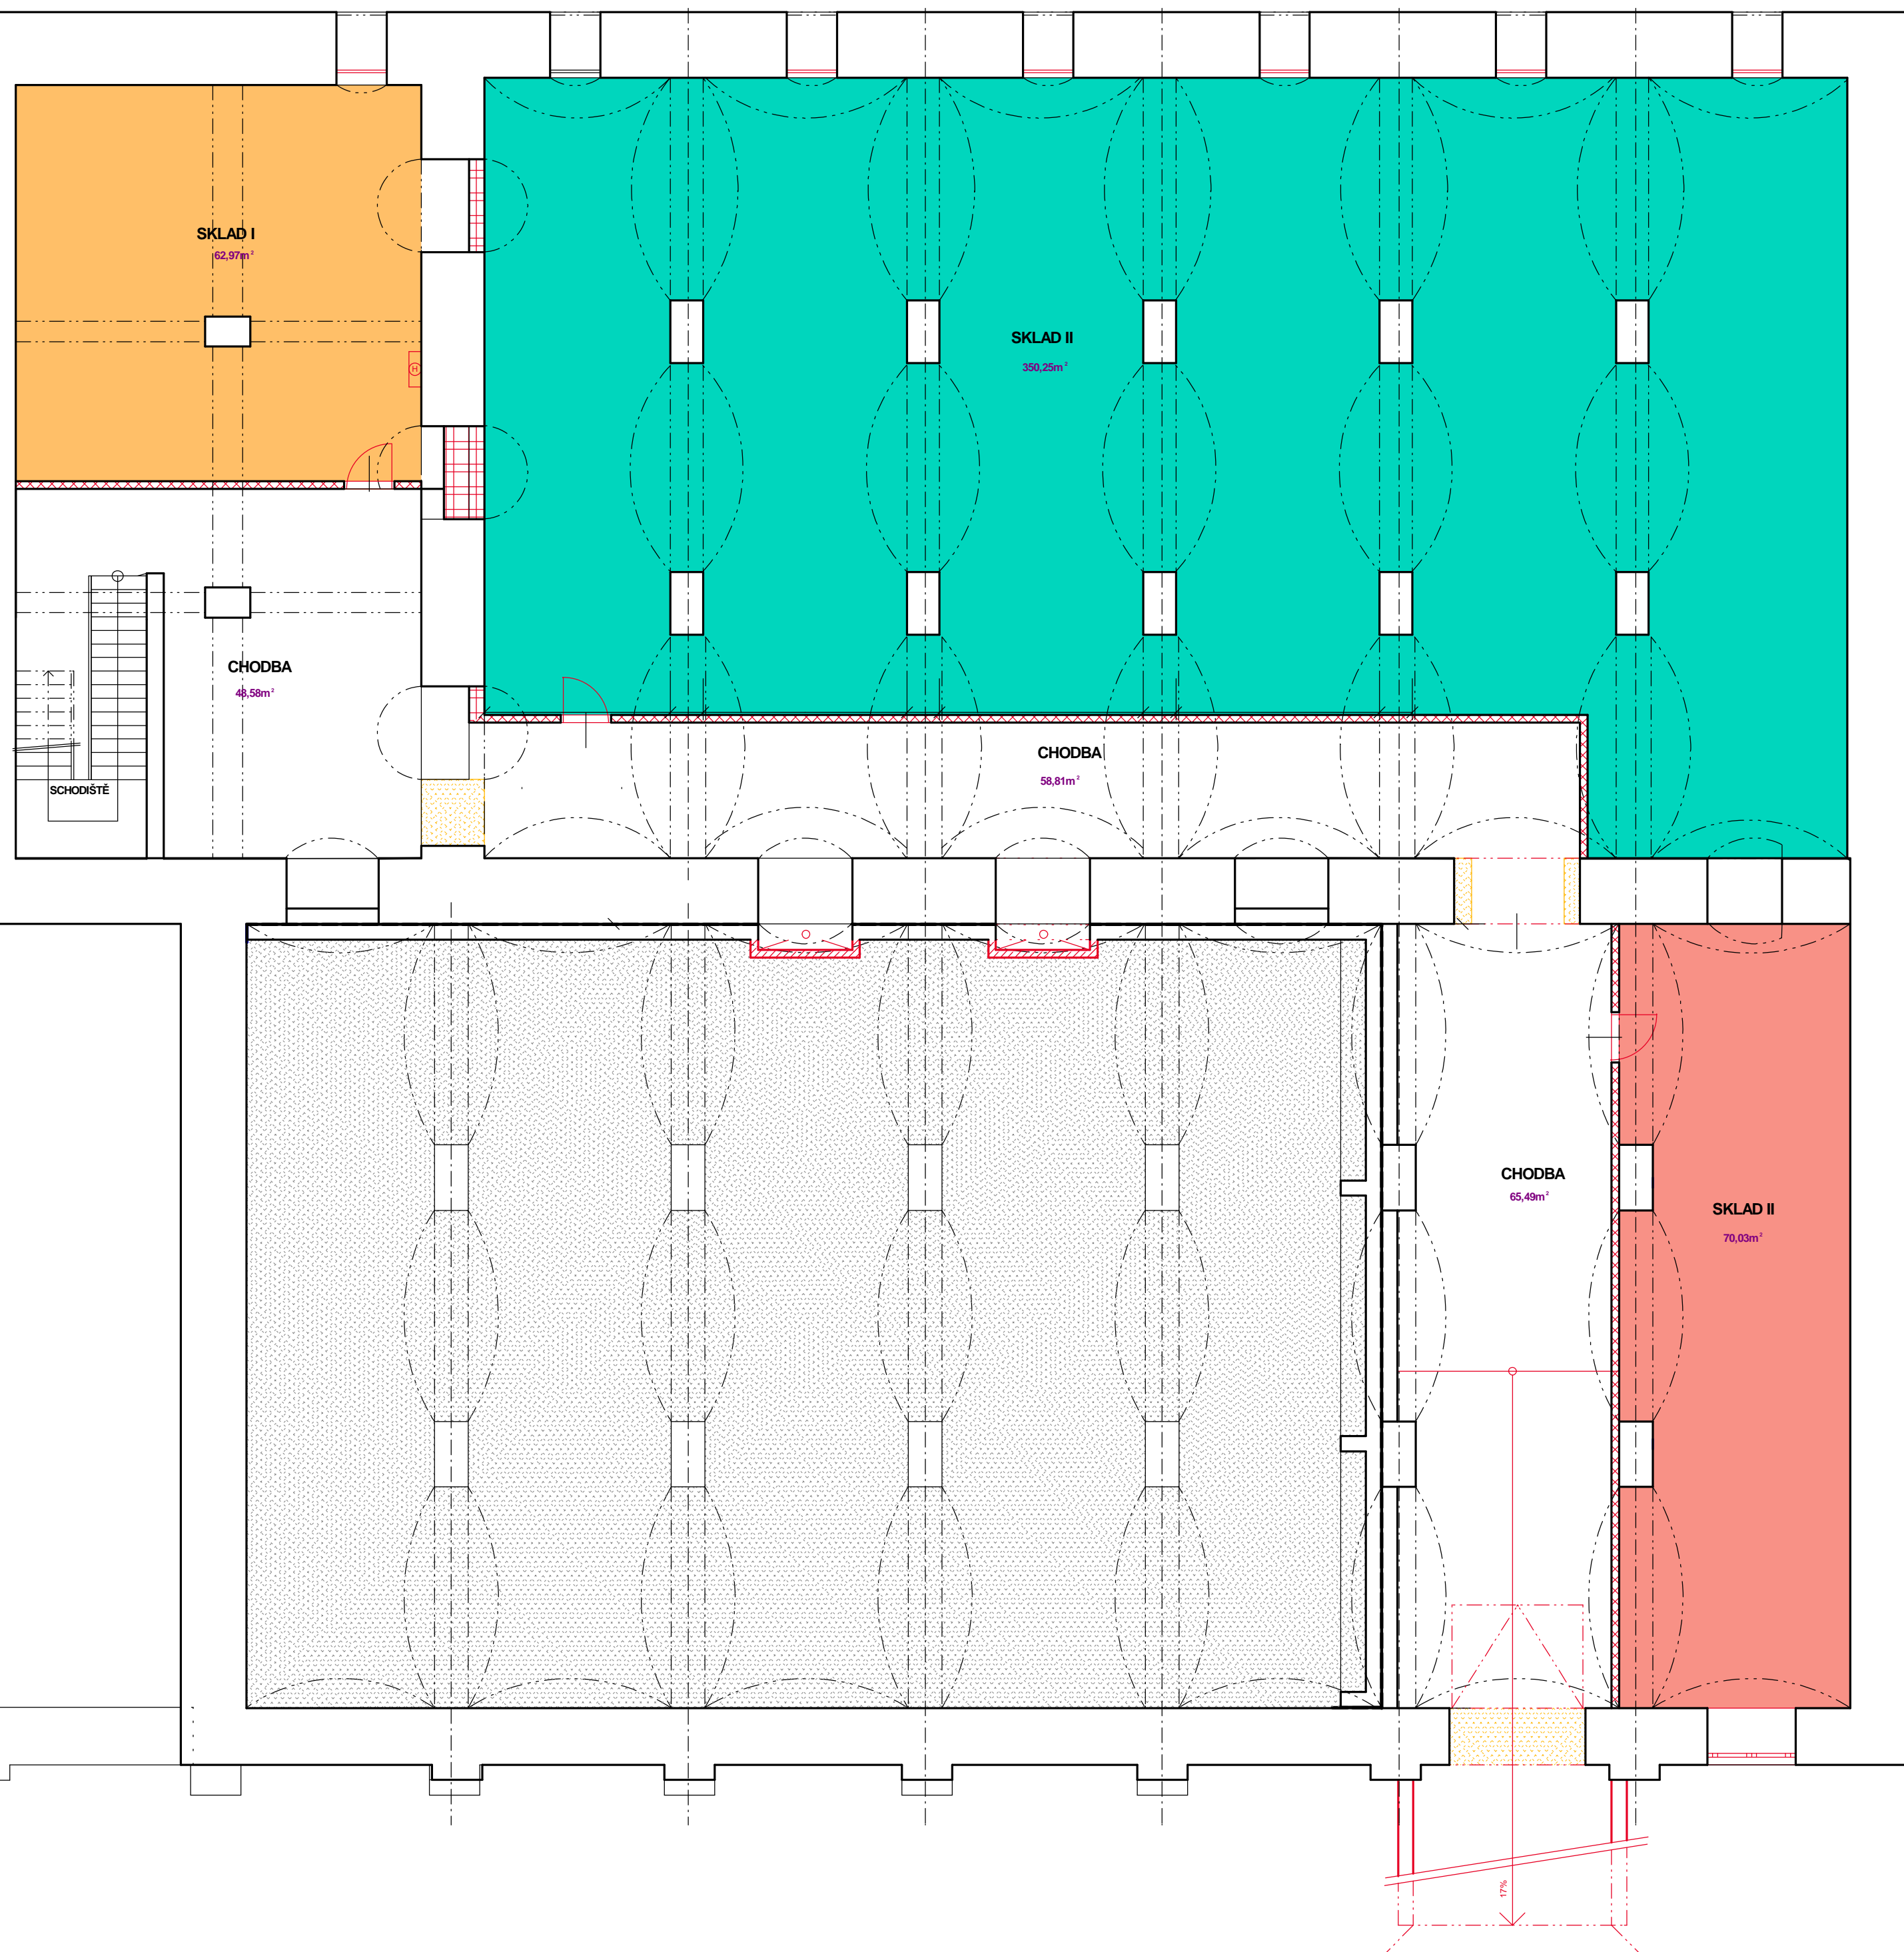 SKLAD I
62,97m²
SKLAD II
350,25m²
H
CHODBA
48,58m²
SCHODIŠTĚ
CHODBA
58,81m²
CHODBA
65,49m²
SKLAD II
70,03m²
17%